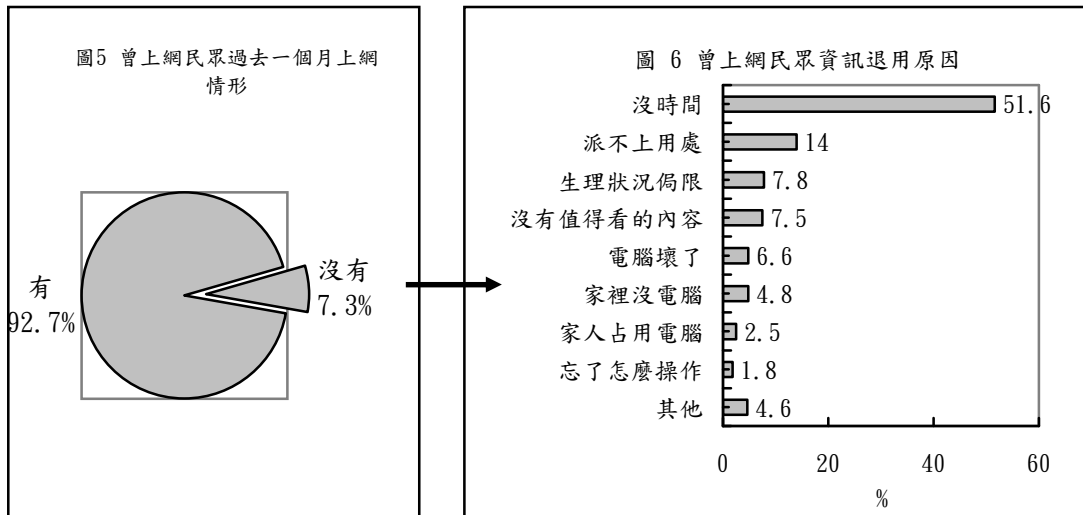 圖5 曾上網民眾過去一個月上網
情形
有
92.7%
沒有
7.3%
圖 6 曾上網民眾資訊退用原因
沒時間 51.6
派不上用處 14
生理狀況侷限 7.8
沒有值得看的內容 7.5
電腦壞了 6.6
家裡沒電腦 4.8
家人占用電腦 2.5
忘了怎麼操作 1.8
其他 4.6
0 20 40 60
%